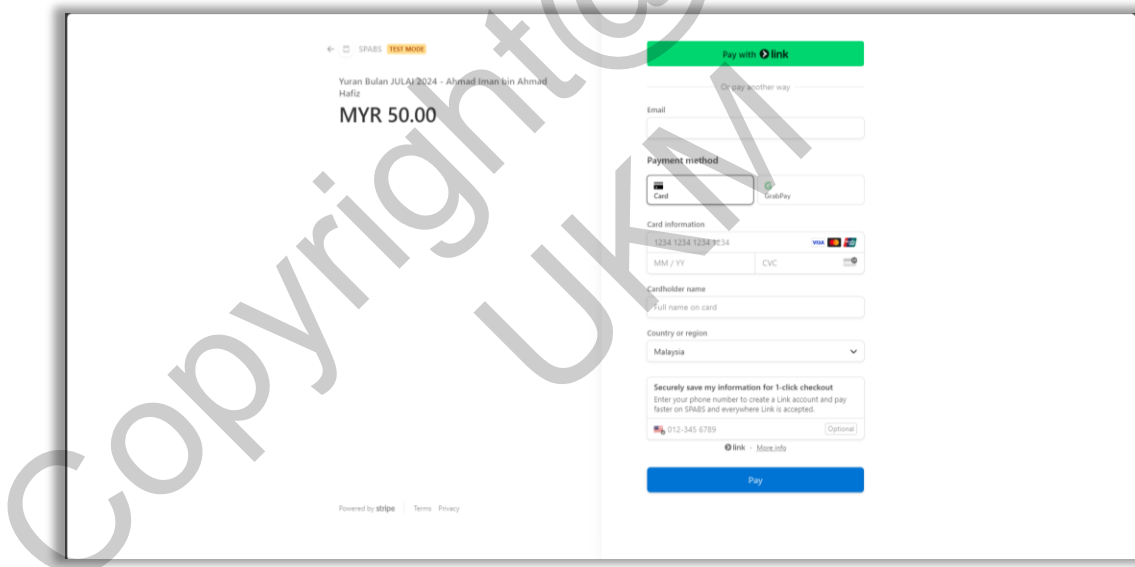 SPABS TEST MODE
Yuran Bulan JULAI 2024 - Ahmad Iman bin Ahmad
Hafiz
MYR 50.00
Powered by stripe Terms Privacy
Pay with link
Or pay another way
Email
Payment method
Card
GrabPay
Card information
1234 1234 1234 1234
VISA
MM / YY
CVC
Cardholder name
Full name on card
Country or region
Malaysia
Securely save my information for 1-click checkout
Enter your phone number to create a Link account and pay
faster on SPABS and everywhere Link is accepted.
012-345 6789
Optional
link - More info
Pay
Copyright@
UKM